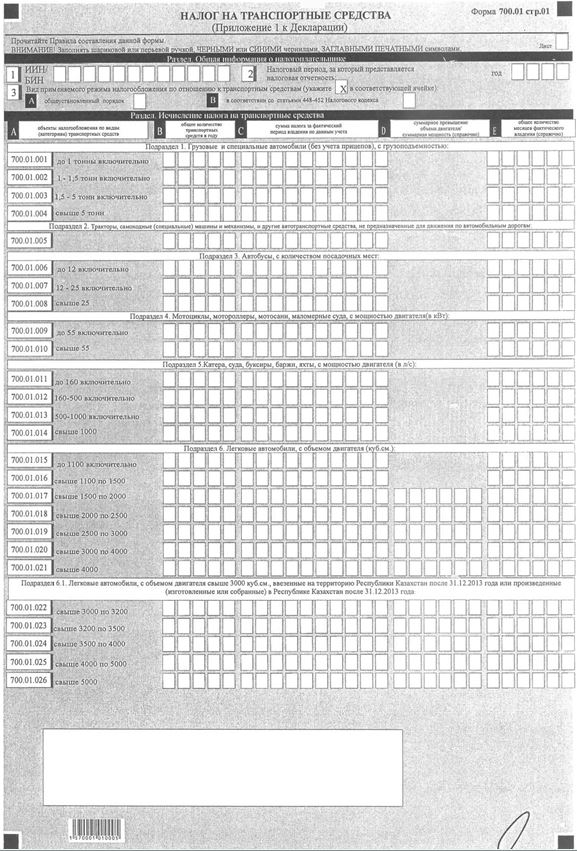 НАЛОГ НА ТРАНСПОРТНЫЕ СРЕДСТВА
Форма 700.01 стр.01
(Приложение 1 к Декларации)
Прочитайте Правила составления данной формы.
ВНИМАНИЕ: Заполнять шариковой или перьевой ручкой, ЧЕРНЫМИ или СИНИМИ чернилами, ЗАГЛАВНЫМИ ПЕЧАТНЫМИ символами.
Лист
Раздел. Общая информация о налогоплательщике
1 ИИН/БИН
2 Налоговый период, за который представляется налоговая отчетность: год
3 Вид применяемого режима налогообложения по отношению к транспортным средствам (укажите X в соответствующей ячейке):
A общеустановленный порядок
B в соответствии со статьями 448-452 Налогового кодекса
Раздел. Исчисление налога на транспортные средства
A объекты налогообложения по видам (категориям) транспортных средств
B общее количество транспортных средств в году
C сумма налога за фактический период владения по данным учета
D суммарное превышение объема двигателя/ суммарная мощность (справочно)
E общее количество месяцев фактического владения (справочно)
Подраздел 1. Грузовые и специальные автомобили (без учета прицепов), с грузоподъемностью:
700.01.001 до 1 тонны включительно
700.01.002 1 - 1,5 тонн включительно
700.01.003 1,5 - 5 тонн включительно
700.01.004 свыше 5 тонн
Подраздел 2. Тракторы, самоходные (специальные) машины и механизмы, и другие автотранспортные средства, не предназначенные для движения по автомобильным дорогам:
700.01.005
Подраздел 3. Автобусы, с количеством посадочных мест:
700.01.006 до 12 включительно
700.01.007 12 - 25 включительно
700.01.008 свыше 25
Подраздел 4. Мотоциклы, мотороллеры, мотосани, маломерные суда, с мощностью двигателя(в кВт):
700.01.009 до 55 включительно
700.01.010 свыше 55
Подраздел 5.Катера, суда, буксиры, баржи, яхты, с мощностью двигателя (в л/с):
700.01.011 до 160 включительно
700.01.012 160-500 включительно
700.01.013 500-1000 включительно
700.01.014 свыше 1000
Подраздел 6. Легковые автомобили, с объемом двигателя (куб.см.):
700.01.015 до 1100 включительно
700.01.016 свыше 1100 по 1500
700.01.017 свыше 1500 по 2000
700.01.018 свыше 2000 по 2500
700.01.019 свыше 2500 по 3000
700.01.020 свыше 3000 по 4000
700.01.021 свыше 4000
Подраздел 6.1. Легковые автомобили, с объемом двигателя свыше 3000 куб.см., ввезенные на территорию Республики Казахстан после 31.12.2013 года или произведенные
(изготовленные или собранные) в Республике Казахстан после 31.12.2013 года
700.01.022 свыше 3000 по 3200
700.01.023 свыше 3200 по 3500
700.01.024 свыше 3500 по 4000
700.01.025 свыше 4000 по 5000
700.01.026 свыше 5000
1570001010005